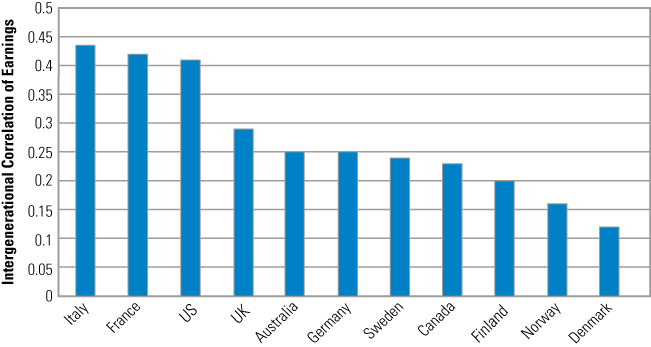 Intergenerational Correlation of Earnings
0.5
0.45
0.4
0.35
0.3
0.25
0.2
0.15
0.1
0.05
0
Italy
France
US
UK
Australia
Germany
Sweden
Canada
Finland
Norway
Denmark